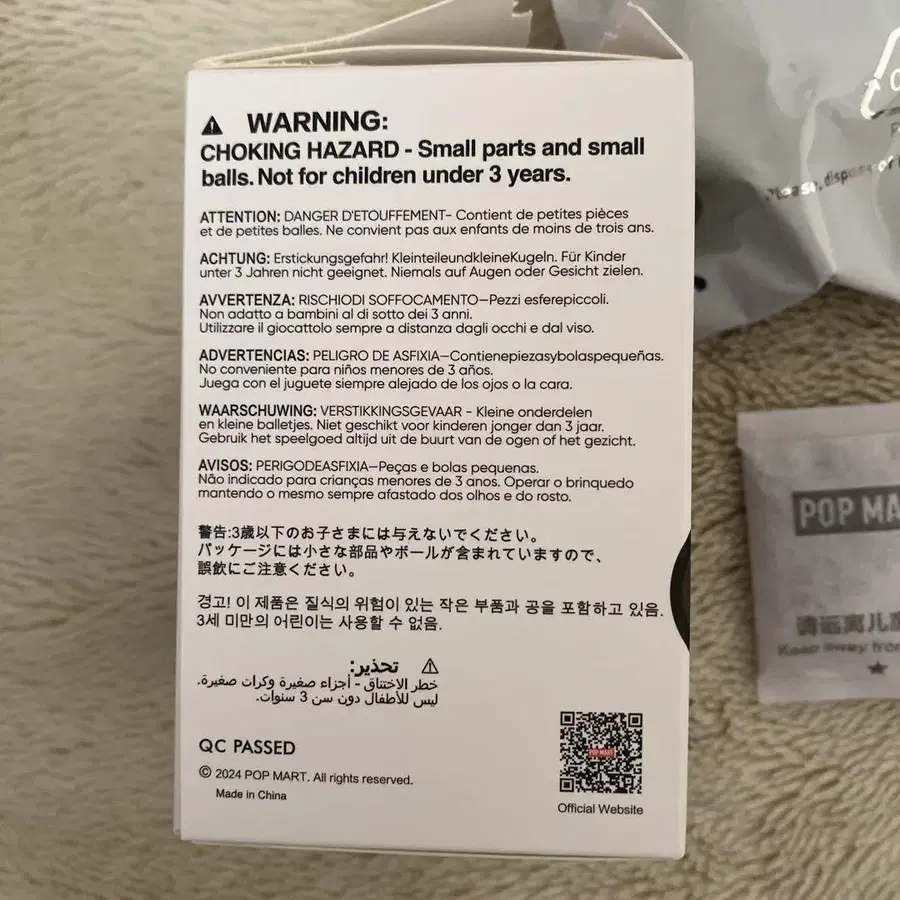 WARNING:
CHOKING HAZARD - Small parts and small
balls. Not for children under 3 years.
ATTENTION: DANGER D'ETOUFFEMENT- Contient de petites pièces
et de petites balles. Ne convient pas aux enfants de moins de trois ans.
ACHTUNG: Erstickungsgefahr! KleinteileundkleineKugeln. Für Kinder
unter 3 Jahren nicht geeignet. Niemals auf Augen oder Gesicht zielen.
AVVERTENZA: RISCHIODI SOFFOCAMENTO—Pezzi esferepiccoli.
Non adatto a bambini al di sotto dei 3 anni.
Utilizzare il giocattolo sempre a distanza dagli occhi e dal viso.
ADVERTENCIAS: PELIGRO DE ASFIXIA—Contienepiezasybolaspequeñas.
No conveniente para niños menores de 3 años.
Juega con el juguete siempre alejado de los ojos o la cara.
WAARSCHUWING: VERSTIKKINGSGEVAAR - Kleine onderdelen
en kleine balletjes. Niet geschikt voor kinderen jonger dan 3 jaar.
Gebruik het speelgoed altijd uit de buurt van de ogen of het gezicht.
AVISOS: PERIGODEASFIXIA—Peças e bolas pequenas.
Não indicado para crianças menores de 3 anos. Operar o brinquedo
mantendo o mesmo sempre afastado dos olhos e do rosto.
警告:3歳以下のお子さまには与えないでください。
パッケージには小さな部品やボールが含まれていますので、
誤飲にご注意ください。
경고! 이 제품은 질식의 위험이 있는 작은 부품과 공을 포함하고 있음.
3세 미만의 어린이는 사용할 수 없음.
تحذير:
خطر الاختناق - أجزاء صغيرة وكرات صغيرة.
ليس للأطفال دون سن 3 سنوات.
QC PASSED
© 2024 POP MART. All rights reserved.
Made in China
POP MART
Official Website
Please, dispose of
POP MA
请远离儿
Keep away from